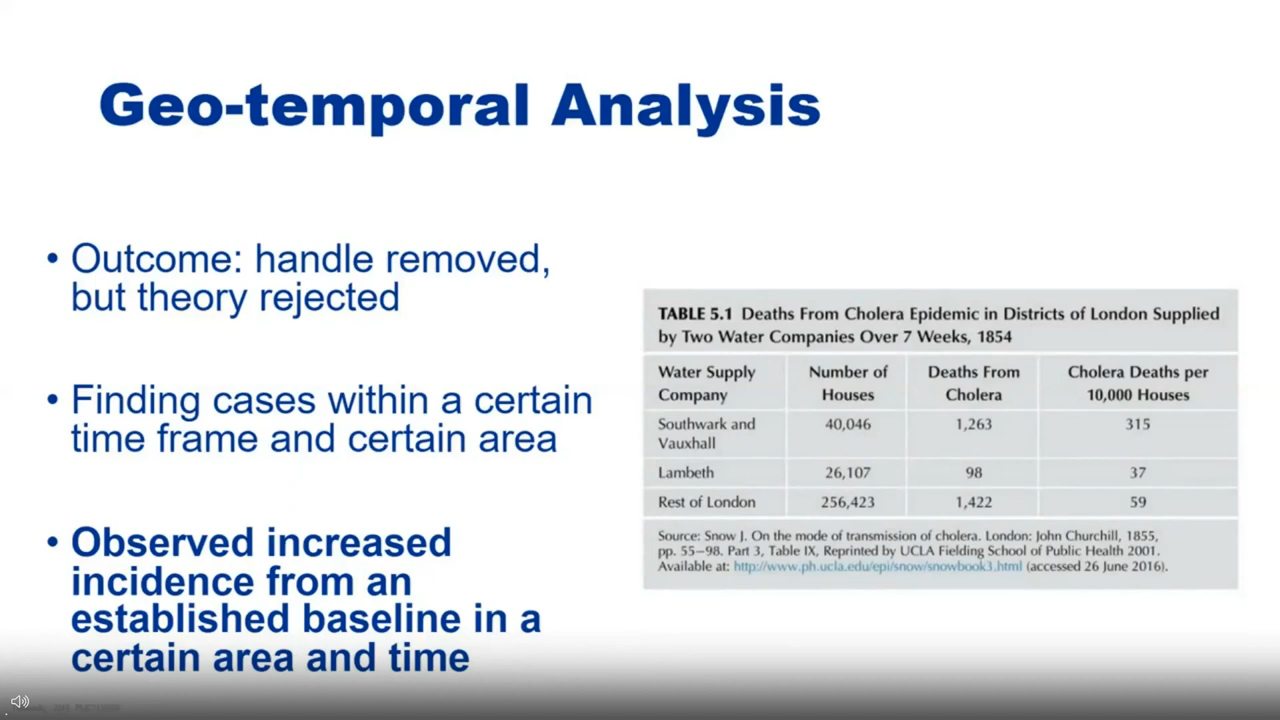 Geo-temporal Analysis
• Outcome: handle removed,
but theory rejected
• Finding cases within a certain
time frame and certain area
• Observed increased
incidence from an
established baseline in a
certain area and time
TABLE 5.1 Deaths From Cholera Epidemic in Districts of London Supplied
by Two Water Companies Over 7 Weeks, 1854
Water Supply Number of Deaths From Cholera Deaths per
Company Houses Cholera 10,000 Houses
Southwark and 40,046 1,263 315
Vauxhall
Lambeth 26,107 98 37
Rest of London 256,423 1,422 59
Source: Snow J. On the mode of transmission of cholera. London: John Churchill, 1855,
pp. 55–98. Part 3, Table IX, Reprinted by UCLA Fielding School of Public Health 2001.
Available at: http://www.ph.ucla.edu/epi/snow/snowbook3.html (accessed 26 June 2016).